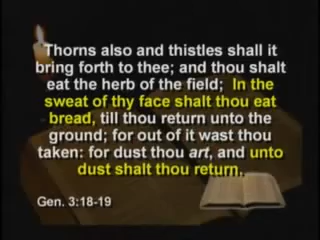 Thorns also and thistles shall it
bring forth to thee; and thou shalt
eat the herb of the field; In the
sweat of thy face shalt thou eat
bread, till thou return unto the
ground; for out of it wast thou
taken: for dust thou art, and unto
dust shalt thou return.
Gen. 3:18-19